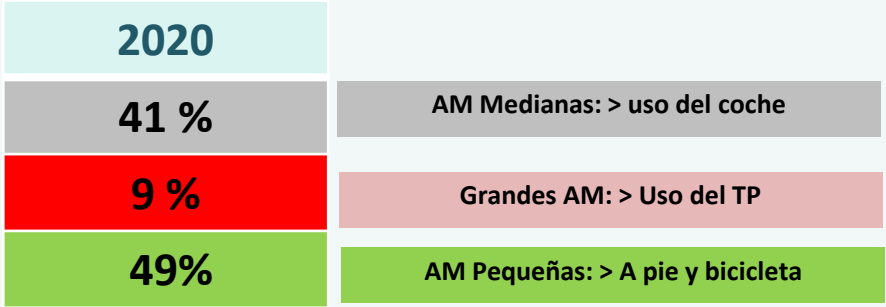 2020
41 %
AM Medianas: > uso del coche
9 %
Grandes AM: > Uso del TP
49%
AM Pequeñas: > A pie y bicicleta